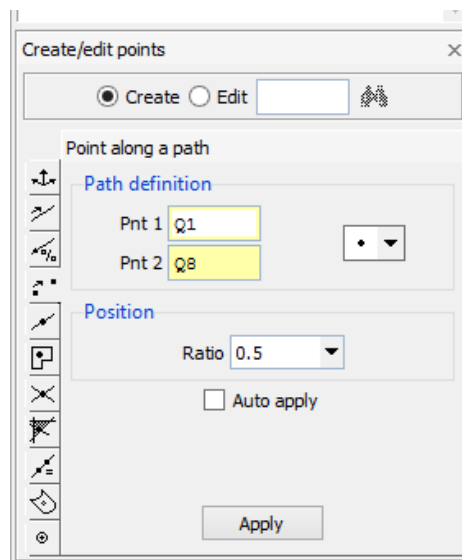 Create/edit points
Create Edit
Point along a path
Path definition
Pnt 1 Q1
Pnt 2 Q8
Position
Ratio 0.5
Auto apply
Apply